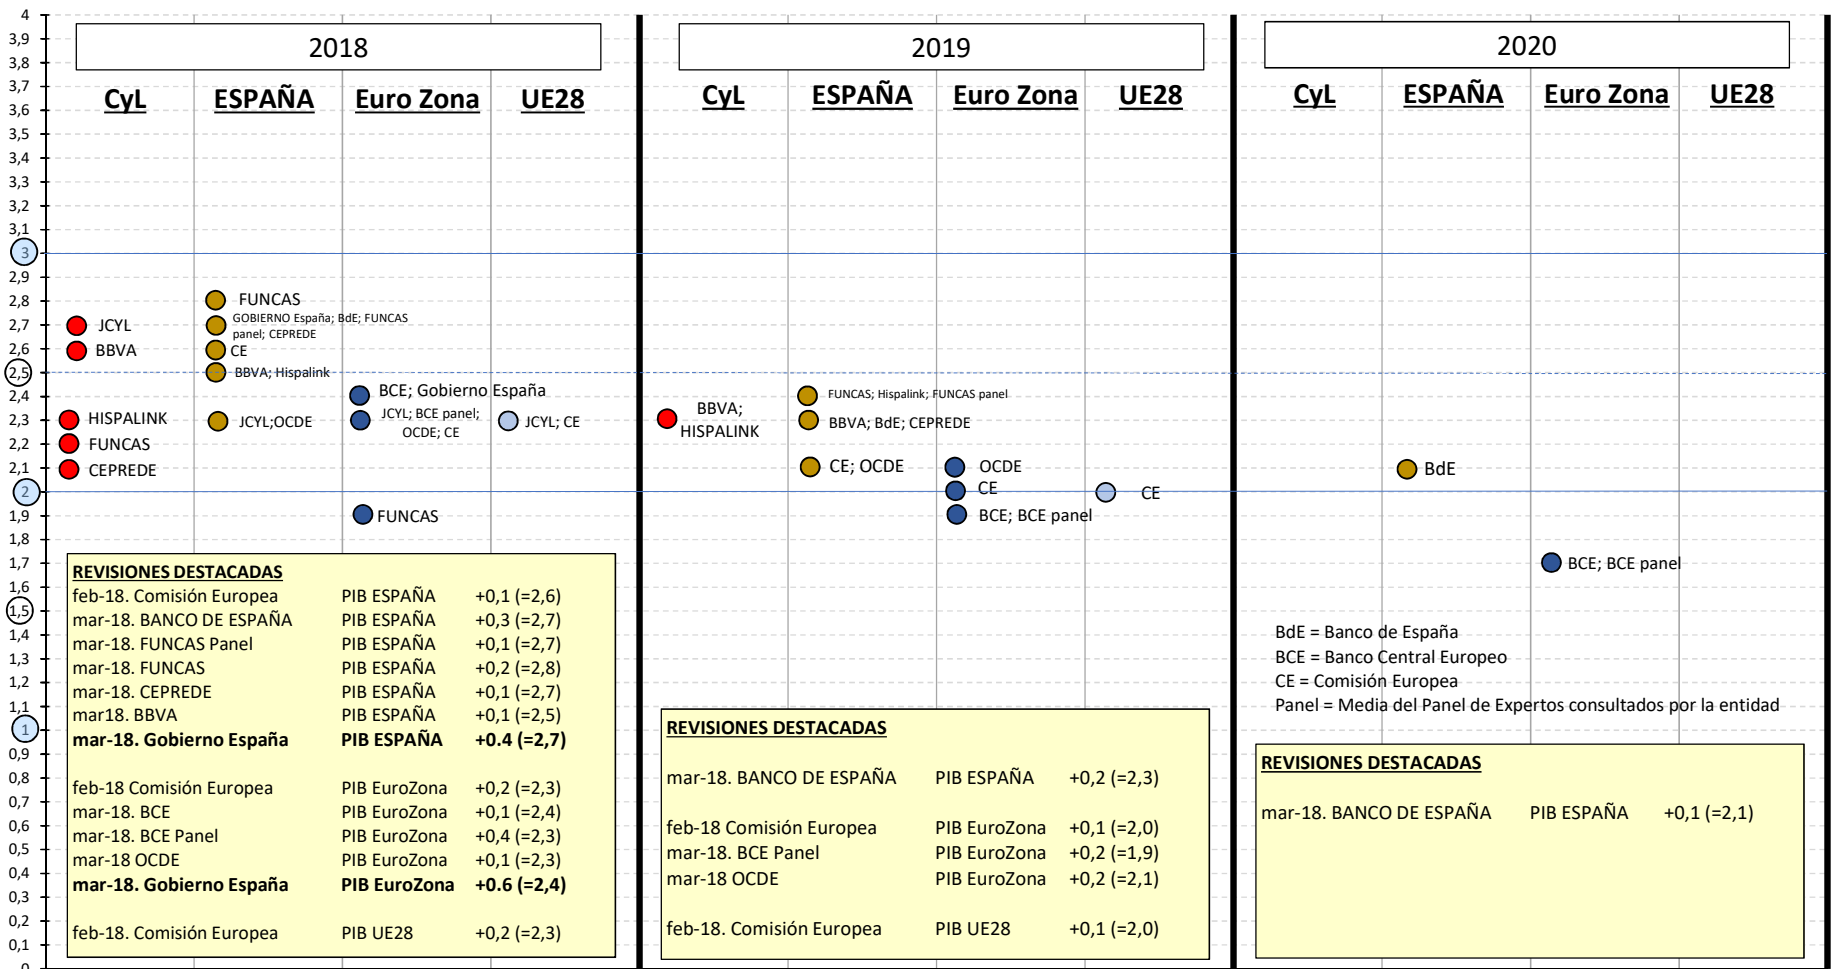 4
3,9
3,8
3,7
3,6
3,5
3,4
3,3
3,2
3,1
3
2,9
2,8
2,7
2,6
2,5
2,4
2,3
2,2
2,1
2
1,9
1,8
1,7
1,6
1,5
1,4
1,3
1,2
1,1
1
0,9
0,8
0,7
0,6
0,5
0,4
0,3
0,2
0,1
0
2018
CyL ESPAÑA Euro Zona UE28
JCYL
BBVA
HISPALINK
FUNCAS
CEPREDE
FUNCAS
GOBIERNO España; BdE; FUNCAS
panel; CEPREDE
CE
BBVA; Hispalink
JCYL;OCDE
BCE; Gobierno España
JCYL; BCE panel;
OCDE; CE
FUNCAS
JCYL; CE
REVISIONES DESTACADAS
feb-18. Comisión Europea PIB ESPAÑA +0,1 (=2,6)
mar-18. BANCO DE ESPAÑA PIB ESPAÑA +0,3 (=2,7)
mar-18. FUNCAS Panel PIB ESPAÑA +0,1 (=2,7)
mar-18. FUNCAS PIB ESPAÑA +0,2 (=2,8)
mar-18. CEPREDE PIB ESPAÑA +0,1 (=2,7)
mar18. BBVA PIB ESPAÑA +0,1 (=2,5)
mar-18. Gobierno España PIB ESPAÑA +0.4 (=2,7)
feb-18 Comisión Europea PIB EuroZona +0,2 (=2,3)
mar-18. BCE PIB EuroZona +0,1 (=2,4)
mar-18. BCE Panel PIB EuroZona +0,4 (=2,3)
mar-18 OCDE PIB EuroZona +0,1 (=2,3)
mar-18. Gobierno España PIB EuroZona +0.6 (=2,4)
feb-18. Comisión Europea PIB UE28 +0,2 (=2,3)
2019
CyL ESPAÑA Euro Zona UE28
BBVA;
HISPALINK
FUNCAS; Hispalink; FUNCAS panel
BBVA; BdE; CEPREDE
CE; OCDE
OCDE
CE
BCE; BCE panel
CE
REVISIONES DESTACADAS
mar-18. BANCO DE ESPAÑA PIB ESPAÑA +0,2 (=2,3)
feb-18 Comisión Europea PIB EuroZona +0,1 (=2,0)
mar-18. BCE Panel PIB EuroZona +0,2 (=1,9)
mar-18 OCDE PIB EuroZona +0,2 (=2,1)
feb-18. Comisión Europea PIB UE28 +0,1 (=2,0)
2020
CyL ESPAÑA Euro Zona UE28
BdE
BCE; BCE panel
BdE = Banco de España
BCE = Banco Central Europeo
CE = Comisión Europea
Panel = Media del Panel de Expertos consultados por la entidad
REVISIONES DESTACADAS
mar-18. BANCO DE ESPAÑA PIB ESPAÑA +0,1 (=2,1)